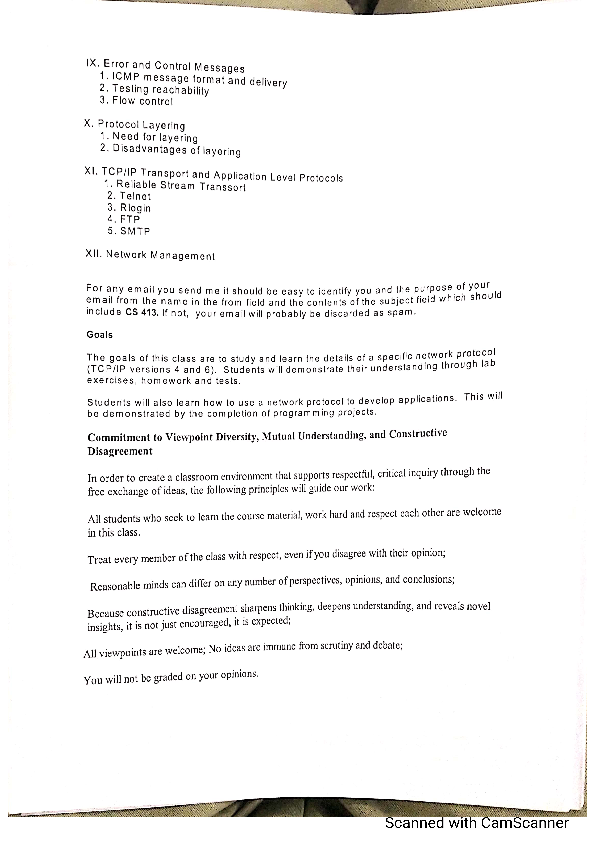 IX. Error and Control Messages
1. ICMP message format and delivery
2. Testing reachability
3. Flow control
X. Protocol Layering
1. Need for layering
2. Disadvantages of layering
XI. TCP/IP Transport and Application Level Protocols
1. Reliable Stream Transsort
2. Telnet
3. Rlogin
4. FTP
5. SMTP
XII. Network Management
For any email you send me it should be easy to identify you and the purpose of your
email from the name in the from field and the contents of the subject field which should
include CS 413. If not, your email will probably be discarded as spam.
Goals
The goals of this class are to study and learn the details of a specific network protocol
(TCP/IP versions 4 and 6). Students will demonstrate their understanding through lab
exercises, homework and tests.
Students will also learn how to use a network protocol to develop applications. This will
be demonstrated by the completion of programming projects.
Commitment to Viewpoint Diversity, Mutual Understanding, and Constructive
Disagreement
In order to create a classroom environment that supports respectful, critical inquiry through the
free exchange of ideas, the following principles will guide our work:
All students who seek to learn the course material, work hard and respect each other are welcome
in this class.
Treat every member of the class with respect, even if you disagree with their opinion;
Reasonable minds can differ on any number of perspectives, opinions, and conclusions;
Because constructive disagreement sharpens thinking, deepens understanding, and reveals novel
insights, it is not just encouraged, it is expected;
All viewpoints are welcome; No ideas are immune from scrutiny and debate;
You will not be graded on your opinions.
Scanned with CamScanner